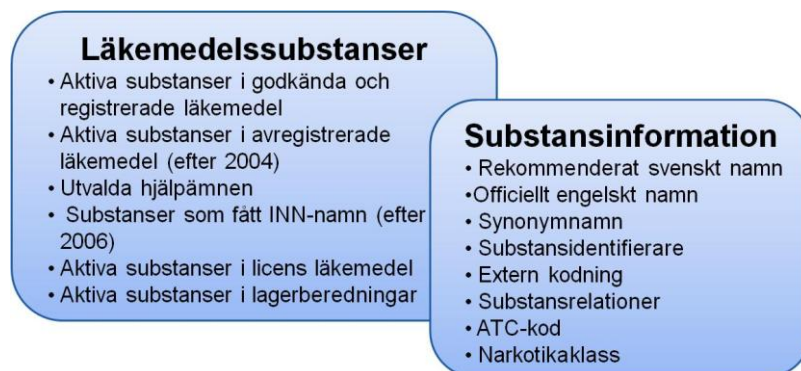 Läkemedelssubstanser
• Aktiva substanser i godkända och
registrerade läkemedel
• Aktiva substanser i avregistrerade
läkemedel (efter 2004)
• Utvalda hjälpämnen
• Substanser som fått INN-namn (efter
2006)
• Aktiva substanser i licens läkemedel
• Aktiva substanser i lagerberedningar
Substansinformation
• Rekommenderat svenskt namn
•Officiellt engelskt namn
• Synonymnamn
• Substansidentifierare
• Extern kodning
• Substansrelationer
• ATC-kod
• Narkotikaklass